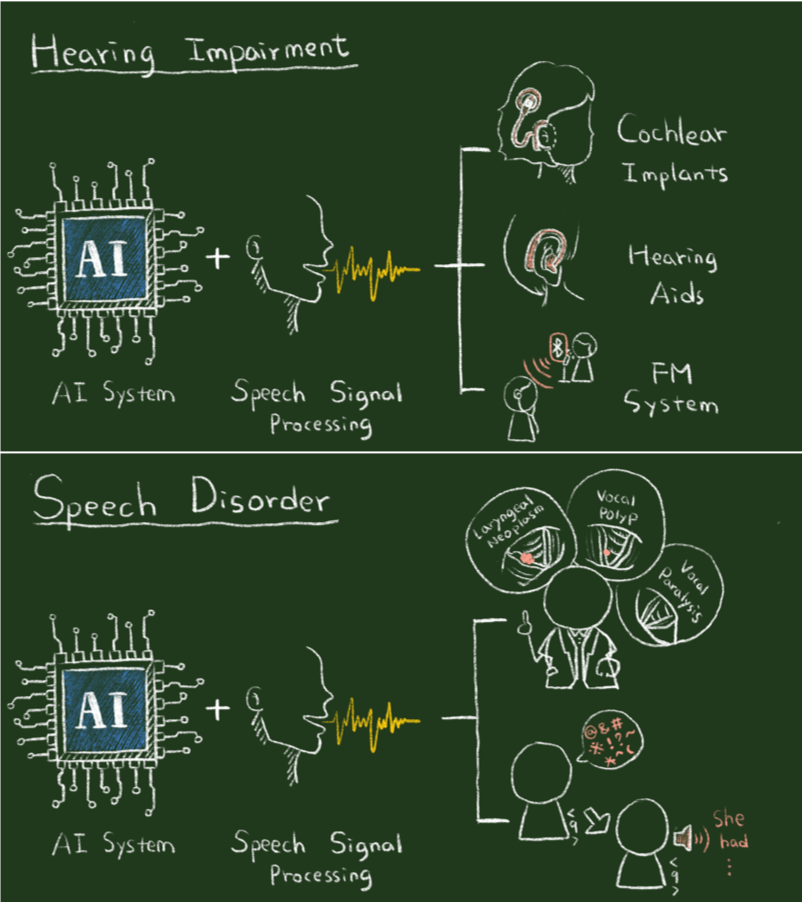 Hearing Impairment
AI
+
AI System
Speech Signal
Processing
Cochlear
Implants
Hearing
Aids
FM
System
Speech Disorder
AI
+
AI System
Speech Signal
Processing
Laryngeal
Neoplasm
Vocal
Polyp
Vocal
Paralysis
@&#
*!?~
*^(
She
had
⋮